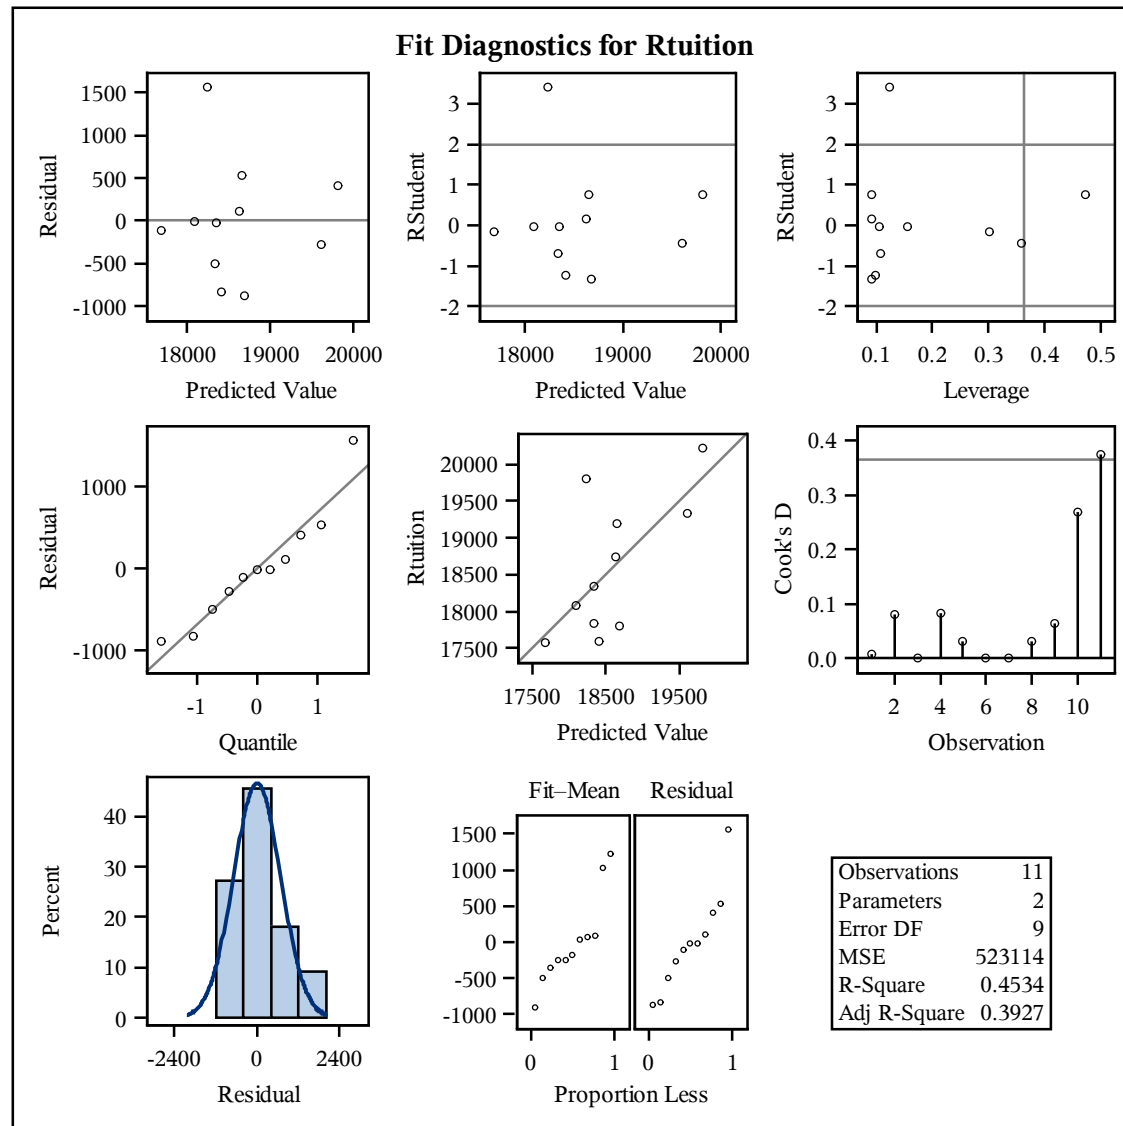 Fit Diagnostics for Rtuition
1500
1000
500
0
-500
-1000
Residual
18000 19000 20000
Predicted Value
3
2
1
0
-1
-2
RStudent
18000 19000 20000
Predicted Value
3
2
1
0
-1
-2
RStudent
0.1 0.2 0.3 0.4 0.5
Leverage
1000
0
-1000
Residual
-1 0 1
Quantile
20000
19500
19000
18500
18000
17500
Rtuition
17500 18500 19500
Predicted Value
0.4
0.3
0.2
0.1
0.0
Cook's D
2 4 6 8 10
Observation
40
30
20
10
0
Percent
-2400 0 2400
Residual
Fit–Mean Residual
1500
1000
500
0
-500
-1000
0 1 0 1
Proportion Less
Observations 11
Parameters 2
Error DF 9
MSE 523114
R-Square 0.4534
Adj R-Square 0.3927